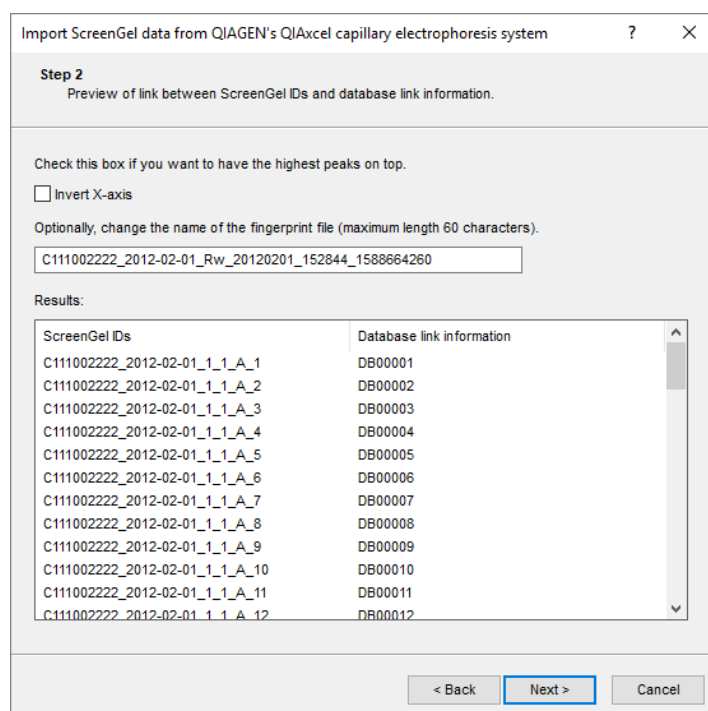 Import ScreenGel data from QIAGEN's QIAxcel capillary electrophoresis system ? ×
Step 2
Preview of link between ScreenGel IDs and database link information.
Check this box if you want to have the highest peaks on top.
Invert X-axis
Optionally, change the name of the fingerprint file (maximum length 60 characters).
C111002222_2012-02-01_Rw_20120201_152844_1588664260
Results:
ScreenGel IDs Database link information
C111002222_2012-02-01_1_1_A_1 DB00001
C111002222_2012-02-01_1_1_A_2 DB00002
C111002222_2012-02-01_1_1_A_3 DB00003
C111002222_2012-02-01_1_1_A_4 DB00004
C111002222_2012-02-01_1_1_A_5 DB00005
C111002222_2012-02-01_1_1_A_6 DB00006
C111002222_2012-02-01_1_1_A_7 DB00007
C111002222_2012-02-01_1_1_A_8 DB00008
C111002222_2012-02-01_1_1_A_9 DB00009
C111002222_2012-02-01_1_1_A_10 DB00010
C111002222_2012-02-01_1_1_A_11 DB00011
C111002222_2012-02-01_1_1_A_12 DB00012
< Back Next > Cancel